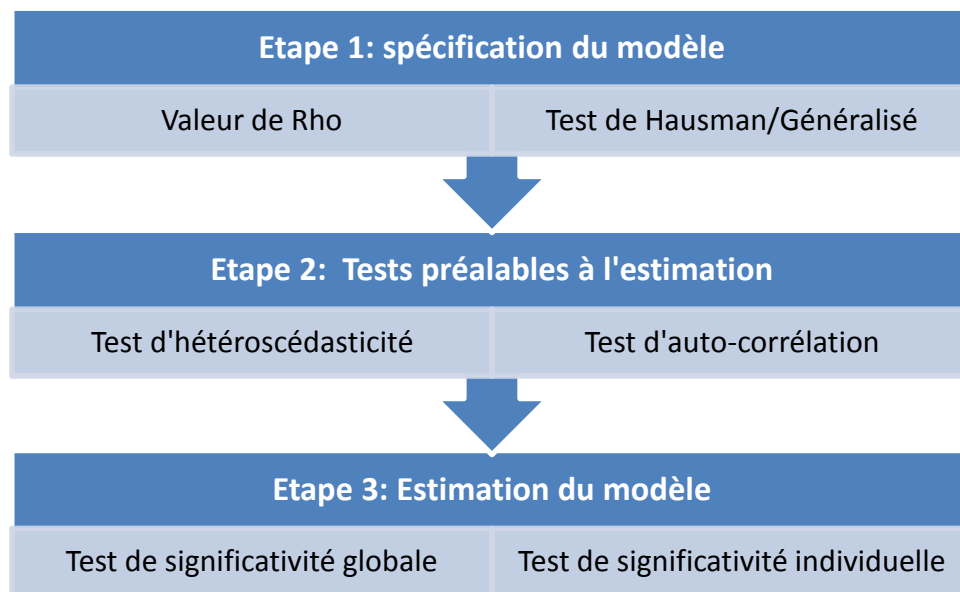 Etape 1: spécification du modèle
Valeur de Rho
Test de Hausman/Généralisé
Etape 2:  Tests préalables à l'estimation
Test d'hétéroscédasticité
Test d'auto-corrélation
Etape 3: Estimation du modèle
Test de significativité globale
Test de significativité individuelle